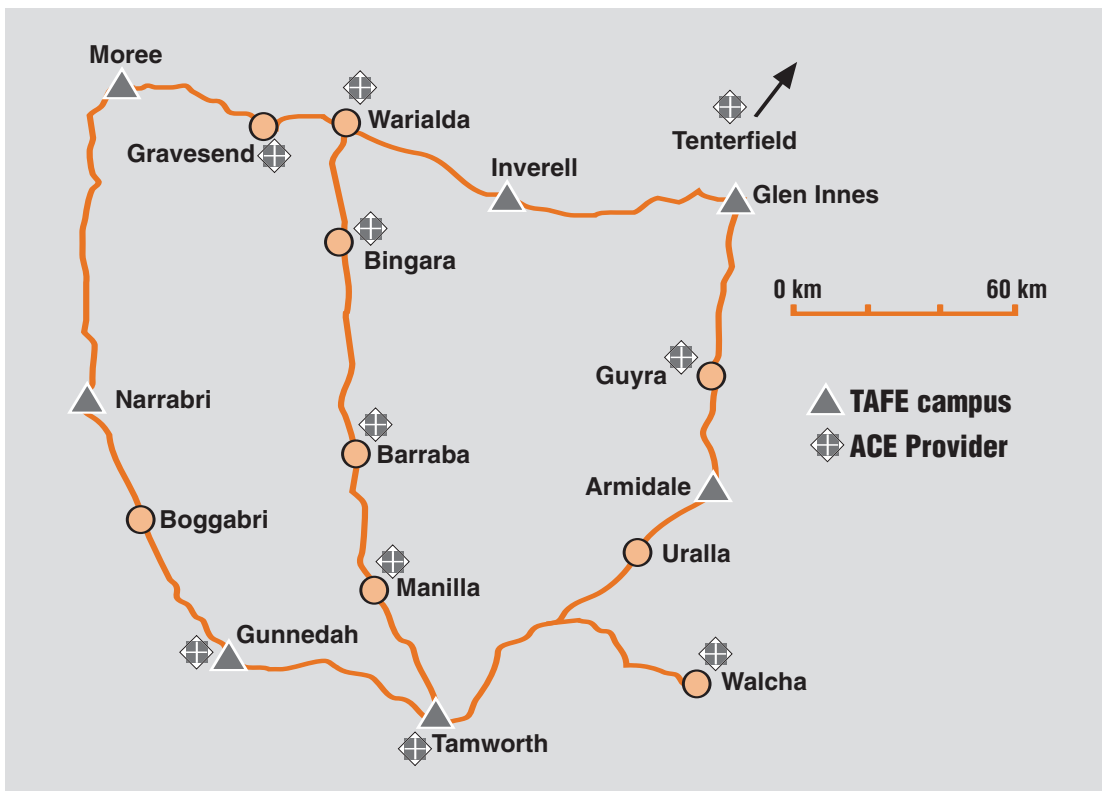 Moree
Warialda
Gravesend
Tenterfield
Inverell
Glen Innes
Bingara
0 km
60 km
Guyra
Narrabri
TAFE campus
ACE Provider
Barraba
Armidale
Boggabri
Uralla
Manilla
Gunnedah
Walcha
Tamworth